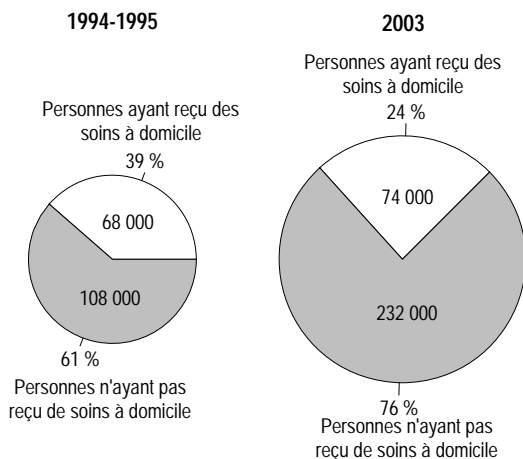 1994-1995
Personnes ayant reçu des
soins à domicile
39 %
68 000
108 000
61 %
Personnes n'ayant pas
reçu de soins à domicile
2003
Personnes ayant reçu des
soins à domicile
24 %
74 000
232 000
76 %
Personnes n'ayant pas
reçu de soins à domicile